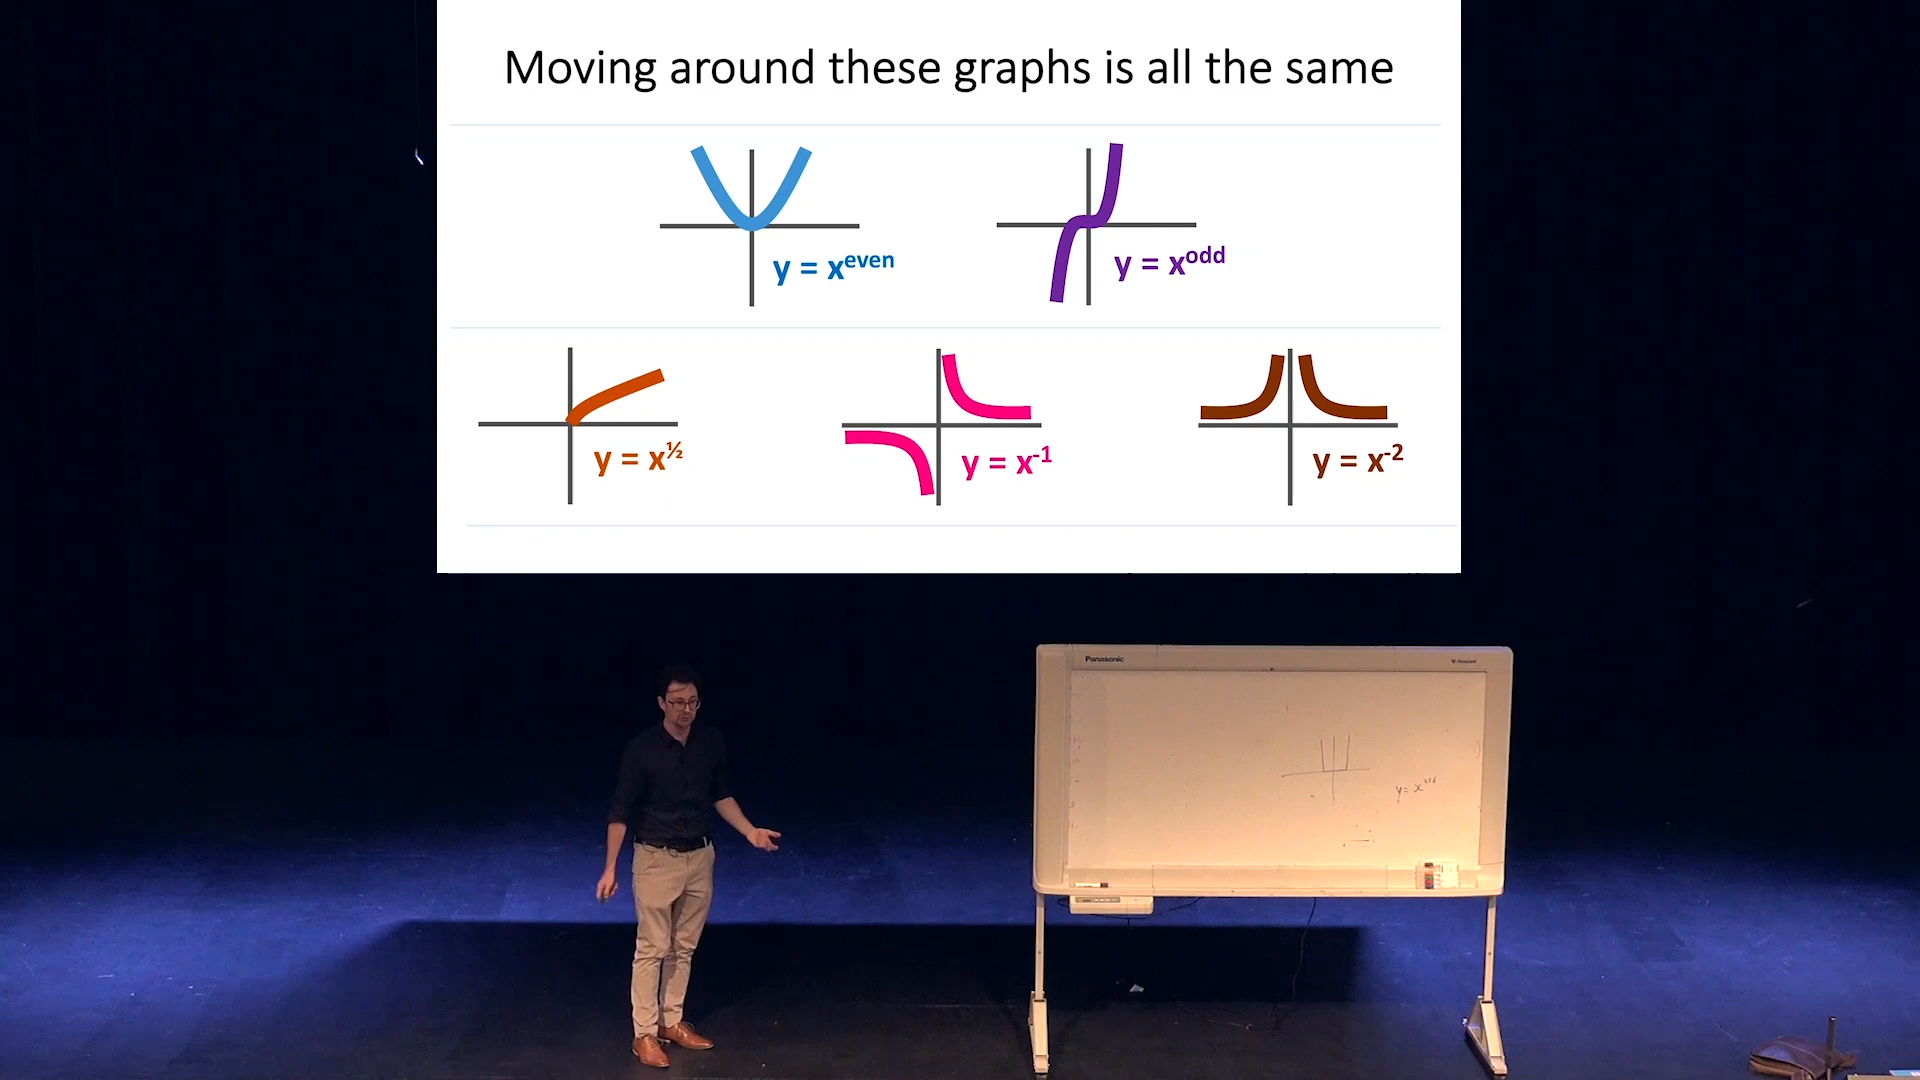 Moving around these graphs is all the same
y = x^even
y = x^odd
y = x^½
y = x^-1
y = x^-2
Panasonic
y = x